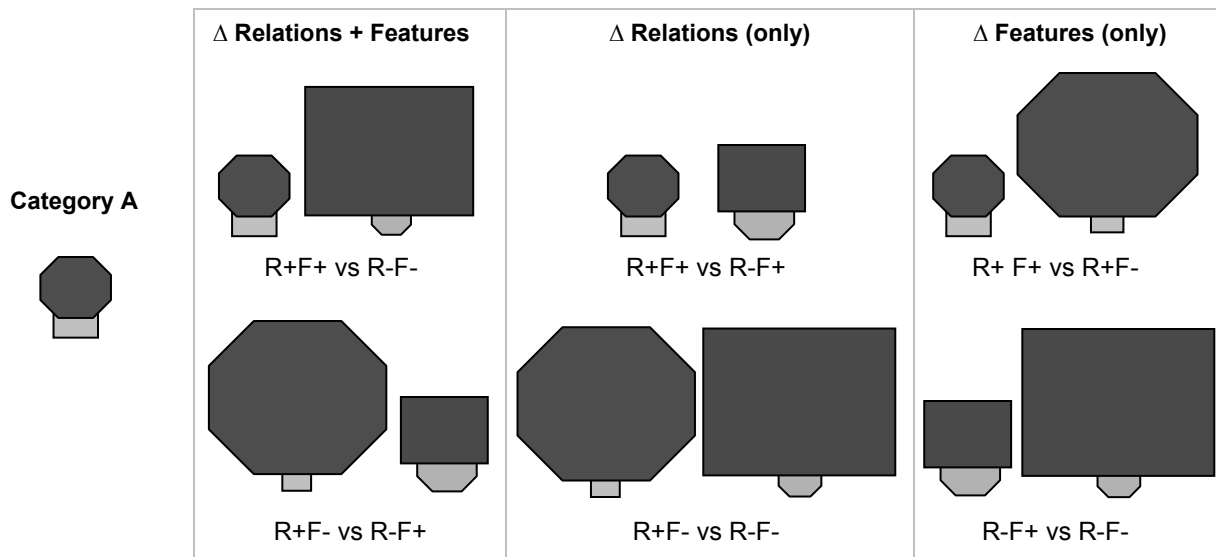 Δ Relations + Features
Δ Relations (only)
Δ Features (only)
Category A
R+F+ vs R-F-
R+F+ vs R-F+
R+ F+ vs R+F-
R+F- vs R-F+
R+F- vs R-F-
R-F+ vs R-F-